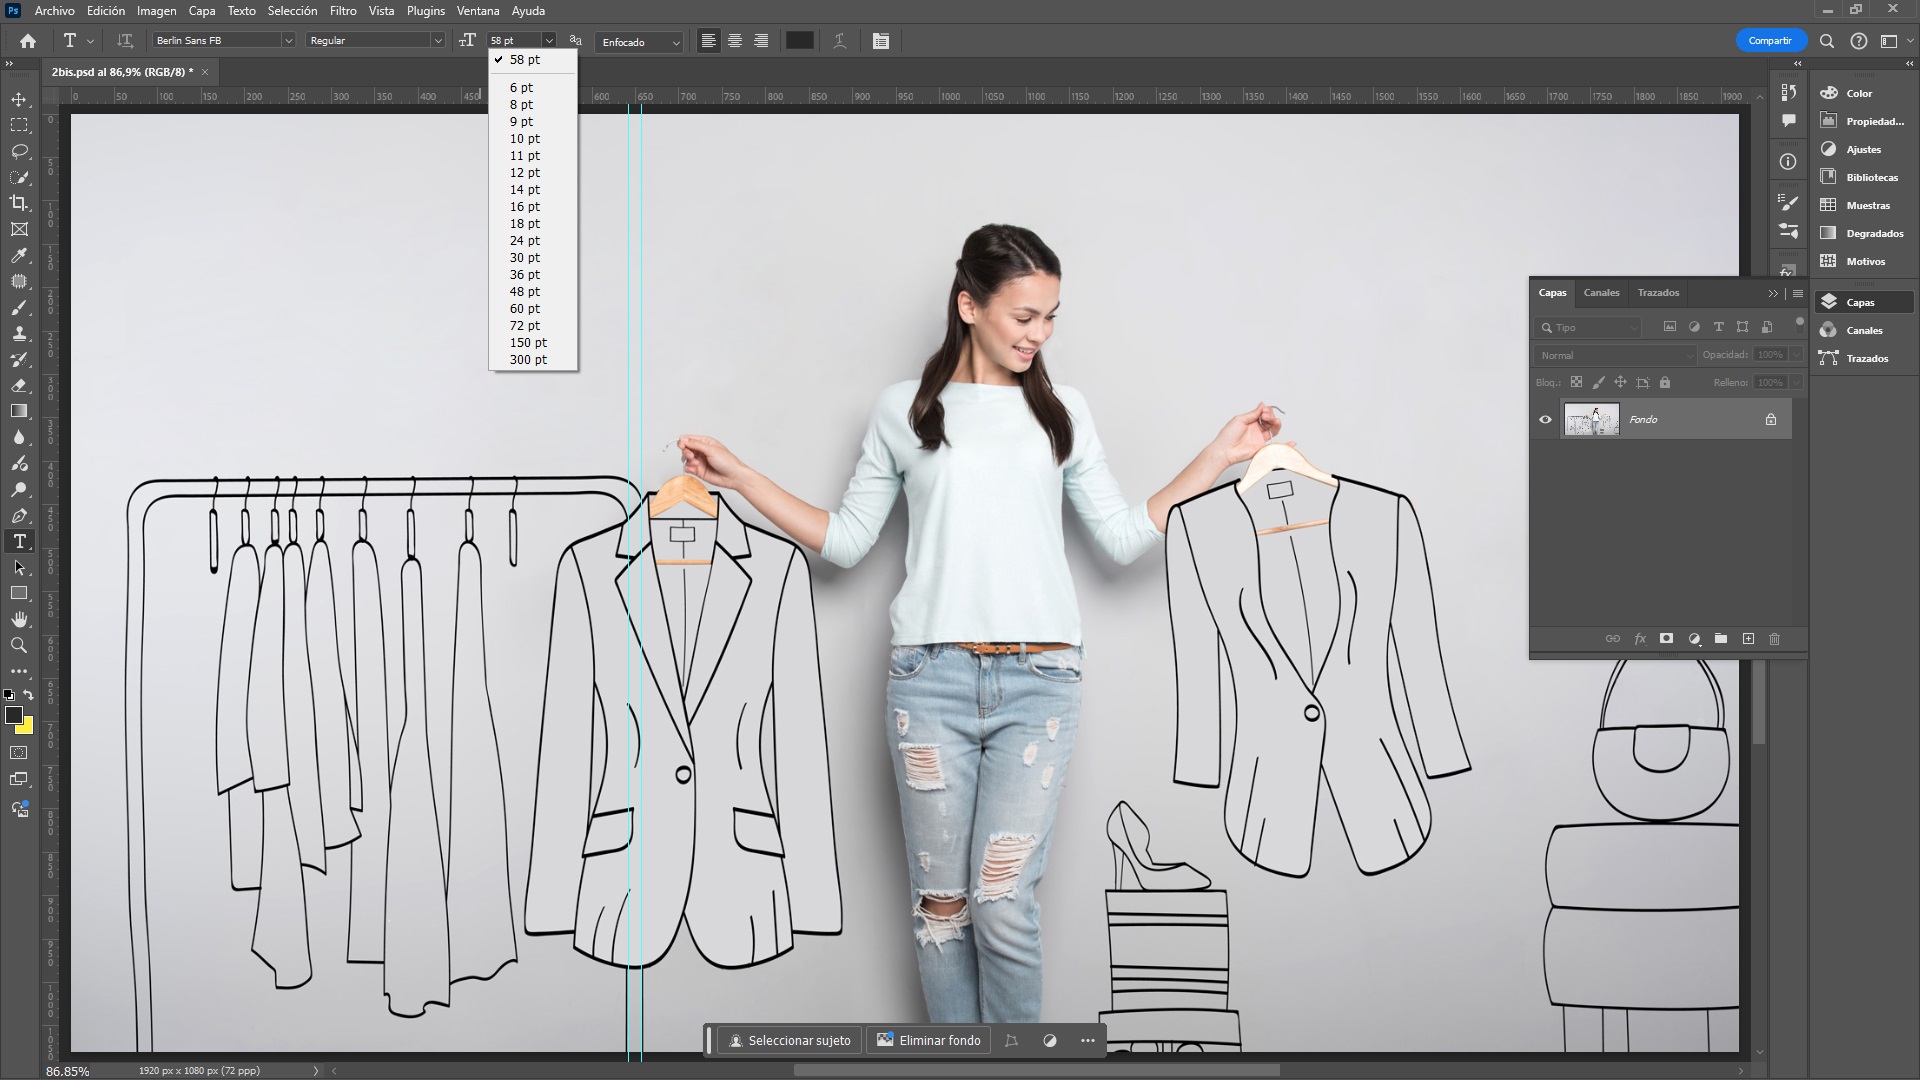 Ps Archivo Edición Imagen Capa Texto Selección Filtro Vista Plugins Ventana Ayuda
T Berlin Sans FB Regular 58 pt Enfocado Compartir
2bis.psd al 86,9% (RGB/8) * ×
0 50 100 150 200 250 300 350 400 450 600 650 700 750 800 850 900 950 1000 1050 1100 1150 1200 1250 1300 1350 1400 1450 1500 1550 1600 1650 1700 1750 1800 1850 1900
58 pt
6 pt
8 pt
9 pt
10 pt
11 pt
12 pt
14 pt
16 pt
18 pt
24 pt
30 pt
36 pt
48 pt
60 pt
72 pt
150 pt
300 pt
Color
Propiedad...
Ajustes
Bibliotecas
Muestras
Degradados
Motivos
Capas
Canales
Trazados
Capas Canales Trazados
Tipo
Normal Opacidad: 100%
Bloq.: Relleno: 100%
Fondo
fx
Seleccionar sujeto Eliminar fondo
86.85% 1920 px x 1080 px (72 ppp)